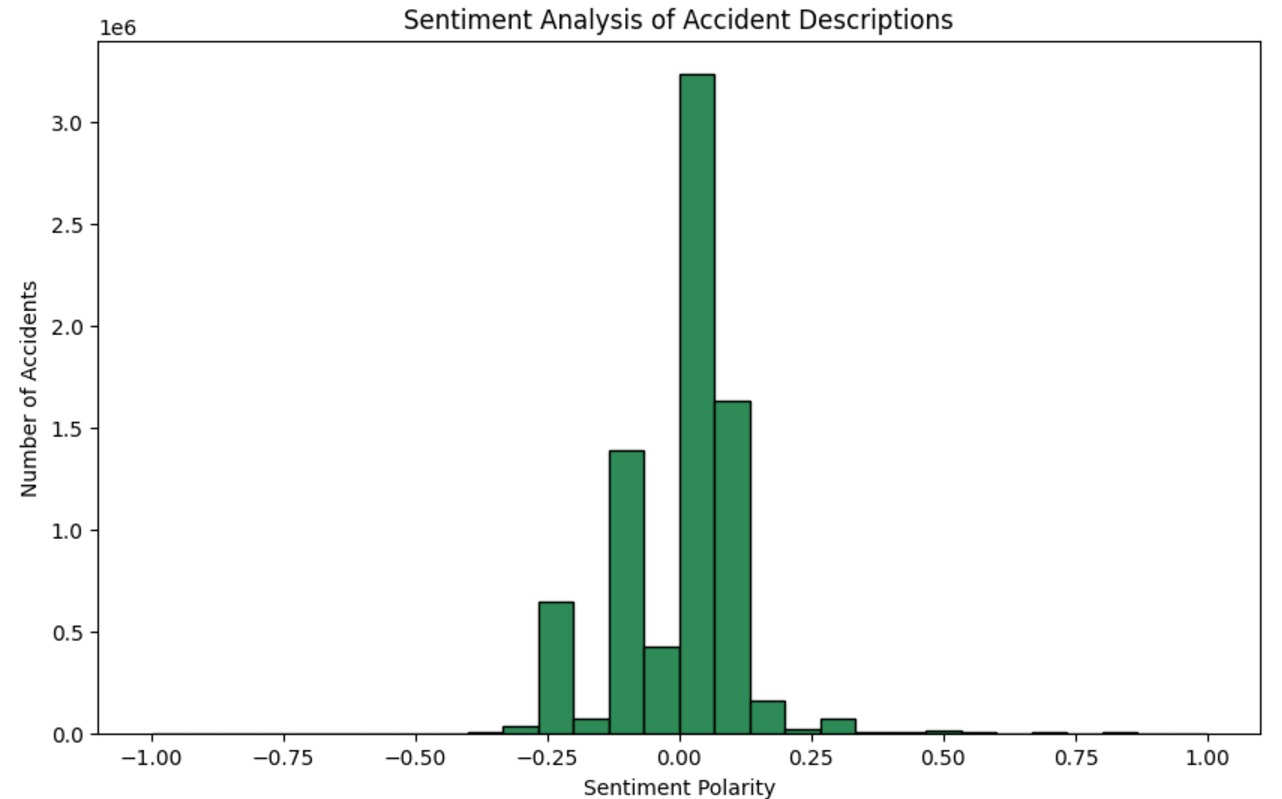 Sentiment Analysis of Accident Descriptions
1e6
3.0
2.5
2.0
1.5
1.0
0.5
0.0
Number of Accidents
−1.00 −0.75 −0.50 −0.25 0.00 0.25 0.50 0.75 1.00
Sentiment Polarity